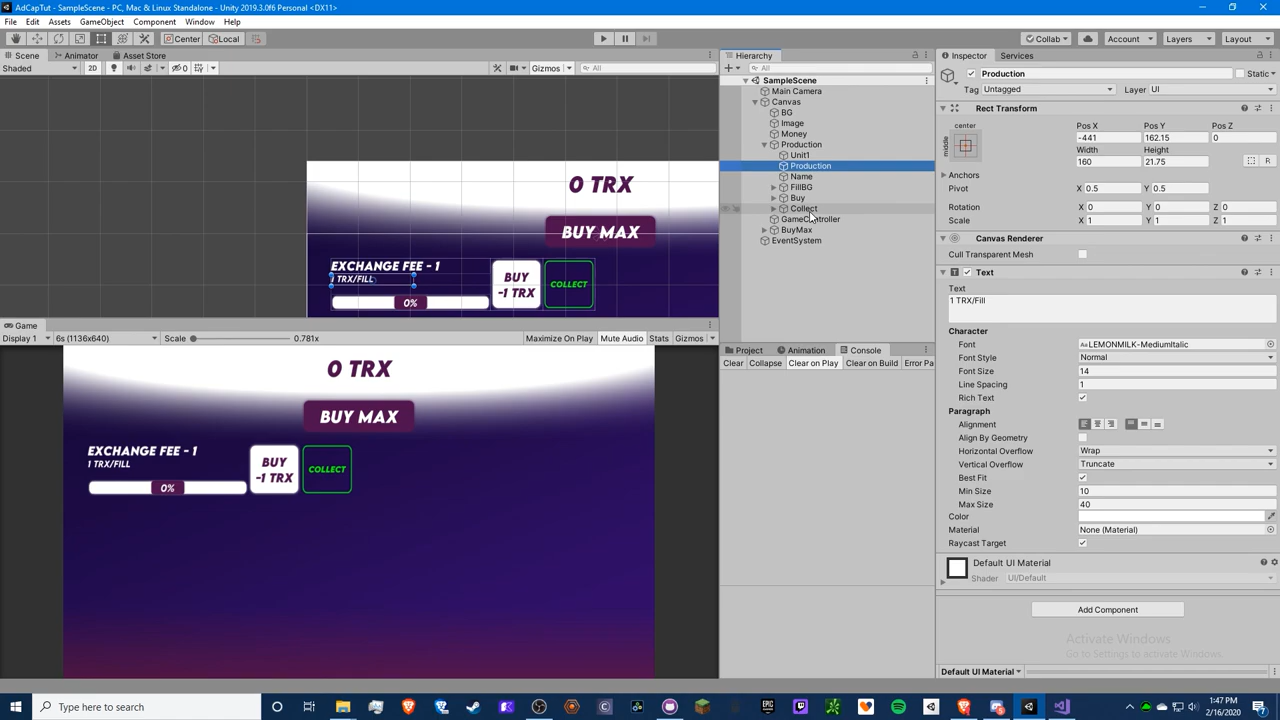 AdCapTut - SampleScene - PC, Mac & Linux Standalone - Unity 2019.3.0f6 Personal <DX11>
File Edit Assets GameObject Component Window Help
Center Local Collab Account Layers Layout
Scene Animator Asset Store
Shaded 2D 0 Gizmos All
0 TRX
BUY MAX
EXCHANGE FEE - 1
1 TRX/FILL
0%
BUY
-1 TRX
COLLECT
Game
Display 1 6s (1136x640) Scale 0.781x Maximize On Play Mute Audio Stats Gizmos
0 TRX
BUY MAX
EXCHANGE FEE - 1
1 TRX/FILL
0%
BUY
-1 TRX
COLLECT
Hierarchy
All
SampleScene
Main Camera
Canvas
BG
Image
Money
Production
Unit1
Production
Name
FillBG
Buy
Collect
GameController
BuyMax
EventSystem
Project Animation Console
Clear Collapse Clear on Play Clear on Build Error Pa
Inspector Services
Production Static
Tag Untagged Layer UI
Rect Transform
center
middle
Pos X Pos Y Pos Z
-441 162.15 0
Width Height
160 21.75
R
Anchors
Pivot X 0.5 Y 0.5
Rotation X 0 Y 0 Z 0
Scale X 1 Y 1 Z 1
Canvas Renderer
Cull Transparent Mesh
Text
Text
1 TRX/Fill
Character
Font LEMONMILK-MediumItalic
Font Style Normal
Font Size 14
Line Spacing 1
Rich Text
Paragraph
Alignment
Align By Geometry
Horizontal Overflow Wrap
Vertical Overflow Truncate
Best Fit
Min Size 10
Max Size 40
Color
Material None (Material)
Raycast Target
Default UI Material
Shader UI/Default
Add Component
Activate Windows
Go to Settings to activate Windows.
Default UI Material
Type here to search
1:47 PM
2/16/2020